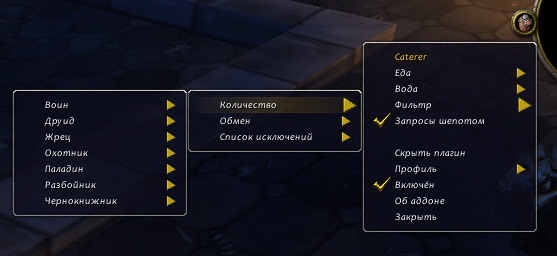 Caterer
Еда
Вода
Фильтр
Запросы шепотом
Скрыть плагин
Профиль
Включён
Об аддоне
Закрыть
Количество
Обмен
Список исключений
Воин
Друид
Жрец
Охотник
Паладин
Разбойник
Чернокнижник